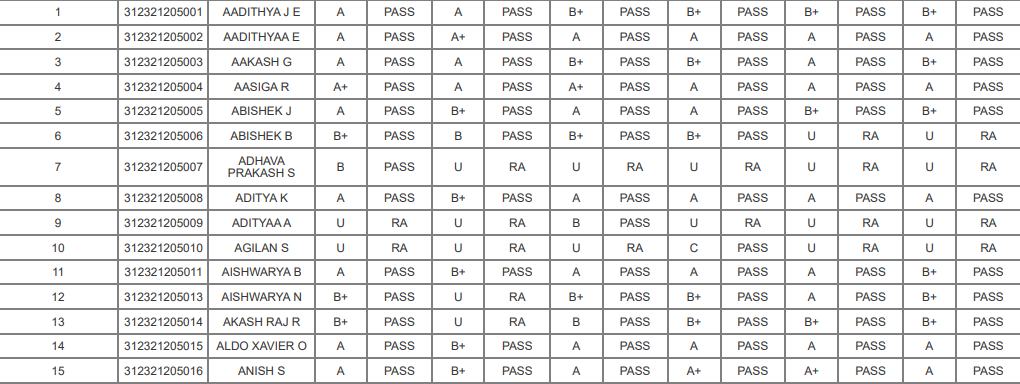 1 312321205001 AADITHYA J E A PASS A PASS B+ PASS B+ PASS B+ PASS B+ PASS
2 312321205002 AADITHYAA E A PASS A+ PASS A PASS A PASS A PASS A PASS
3 312321205003 AAKASH G A PASS A PASS B+ PASS B+ PASS A PASS B+ PASS
4 312321205004 AASIGA R A+ PASS A PASS A+ PASS A PASS A PASS A PASS
5 312321205005 ABISHEK J A PASS B+ PASS A PASS A PASS B+ PASS B+ PASS
6 312321205006 ABISHEK B B+ PASS B PASS B+ PASS B+ PASS U RA U RA
7 312321205007 ADHAVA
PRAKASH S B PASS U RA U RA U RA U RA U RA
8 312321205008 ADITYA K A PASS B+ PASS A PASS A PASS A PASS A PASS
9 312321205009 ADITYAA A U RA U RA B PASS U RA U RA U RA
10 312321205010 AGILAN S U RA U RA U RA C PASS U RA U RA
11 312321205011 AISHWARYA B A PASS B+ PASS A PASS A PASS A PASS B+ PASS
12 312321205013 AISHWARYA N B+ PASS U RA B+ PASS B+ PASS A PASS B+ PASS
13 312321205014 AKASH RAJ R B+ PASS U RA B PASS B+ PASS B+ PASS B+ PASS
14 312321205015 ALDO XAVIER O A PASS B+ PASS A PASS A PASS A PASS A PASS
15 312321205016 ANISH S A PASS B+ PASS A PASS A+ PASS A+ PASS A PASS